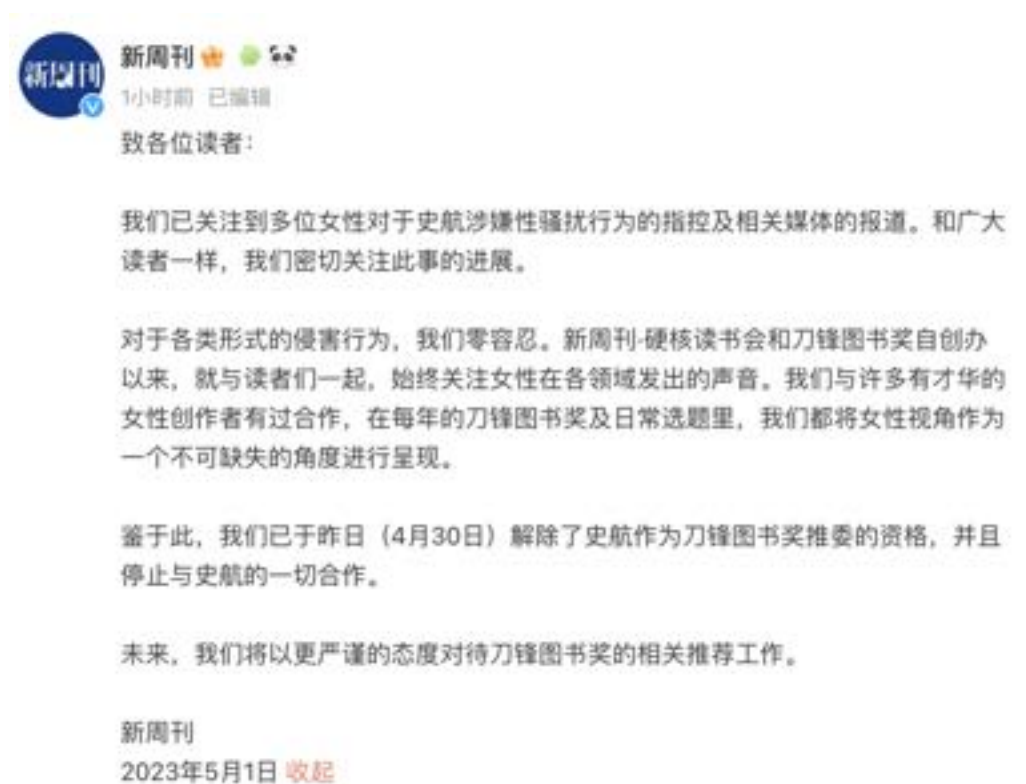 新周刊
新周刊
1小时前 已编辑
致各位读者：
我们已关注到多位女性对于史航涉嫌性骚扰行为的指控及相关媒体的报道。和广大
读者一样，我们密切关注此事的进展。
对于各类形式的侵害行为，我们零容忍。新周刊-硬核读书会和刀锋图书奖自创办
以来，就与读者们一起，始终关注女性在各领域发出的声音。我们与许多有才华的
女性创作者有过合作，在每年的刀锋图书奖及日常选题里，我们都将女性视角作为
一个不可缺失的角度进行呈现。
鉴于此，我们已于昨日（4月30日）解除了史航作为刀锋图书奖推委的资格，并且
停止与史航的一切合作。
未来，我们将以更严谨的态度对待刀锋图书奖的相关推荐工作。
新周刊
2023年5月1日 收起